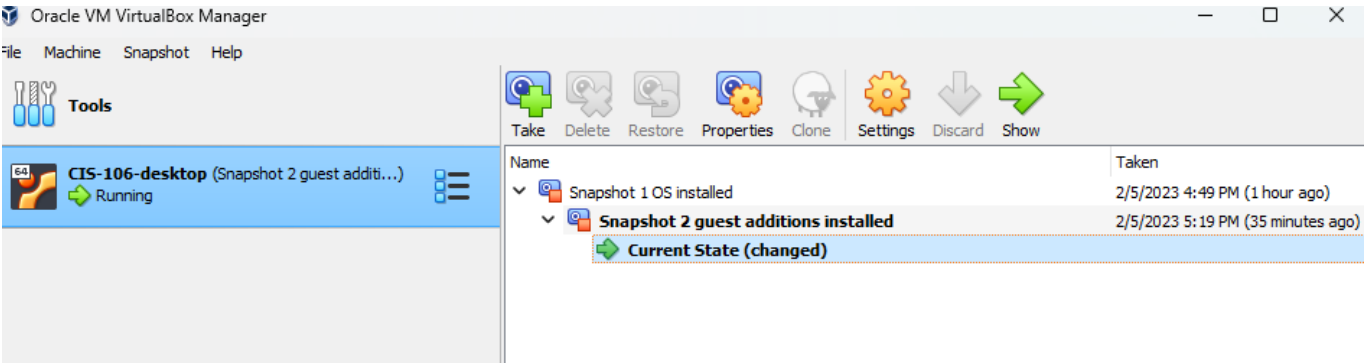 Oracle VM VirtualBox Manager
File Machine Snapshot Help
Tools
Take Delete Restore Properties Clone Settings Discard Show
64
CIS-106-desktop (Snapshot 2 guest additi...)
Running
Name Taken
Snapshot 1 OS installed 2/5/2023 4:49 PM (1 hour ago)
Snapshot 2 guest additions installed 2/5/2023 5:19 PM (35 minutes ago)
Current State (changed)